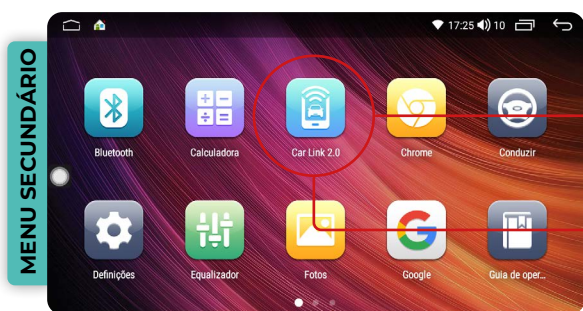 MENU SECUNDÁRIO
17:25 10
Bluetooth
Calculadora
Car Link 2.0
Chrome
Conduzir
Definições
Equalizador
Fotos
Google
Guia de oper...